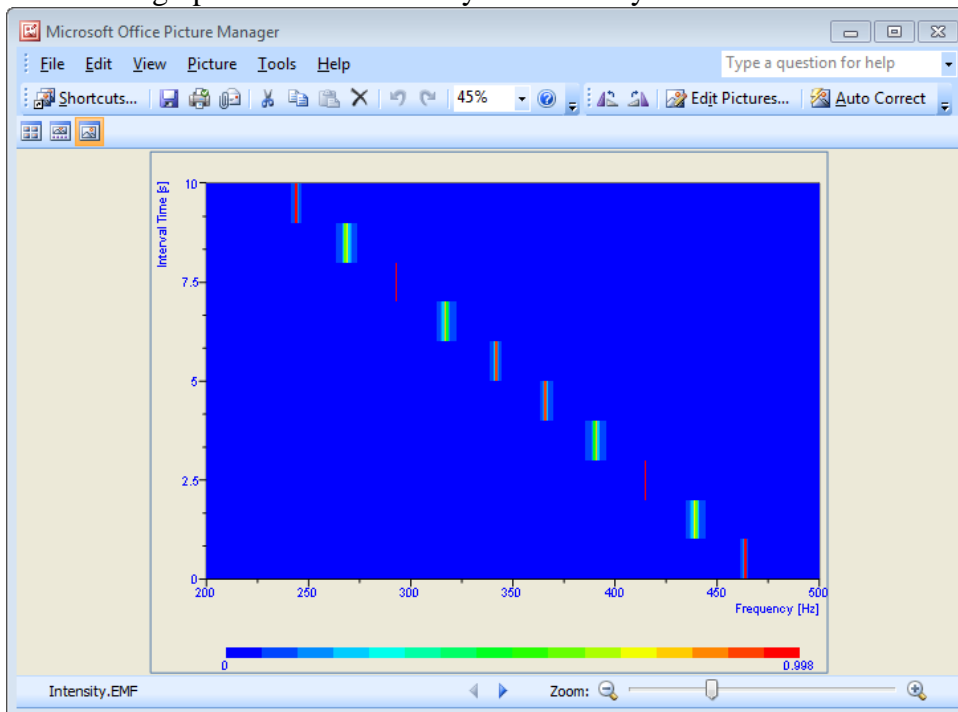 Microsoft Office Picture Manager
File Edit View Picture Tools Help Type a question for help
Shortcuts... 45% Edit Pictures... Auto Correct
Interval Time [s]
10
7.5
5
2.5
0
200 250 300 350 400 450 500
Frequency [Hz]
0 0.998
Intensity.EMF Zoom: